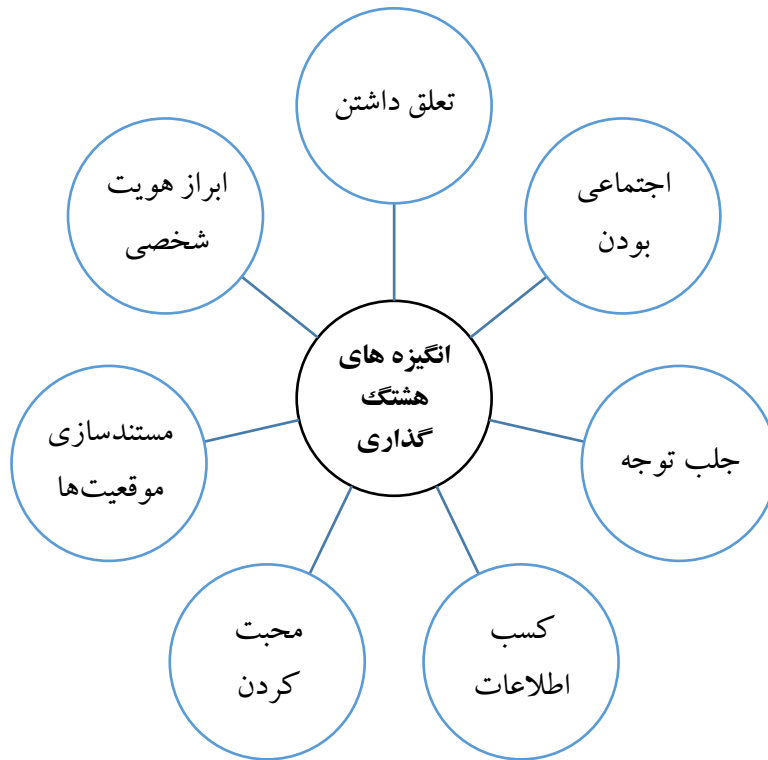 تعلق داشتن
اجتماعی
بودن
جلب توجه
کسب
اطلاعات
محبت
کردن
مستندسازی
موقعیت‌ها
ابراز هویت
شخصی
انگیزه های
هشتگ
گذاری